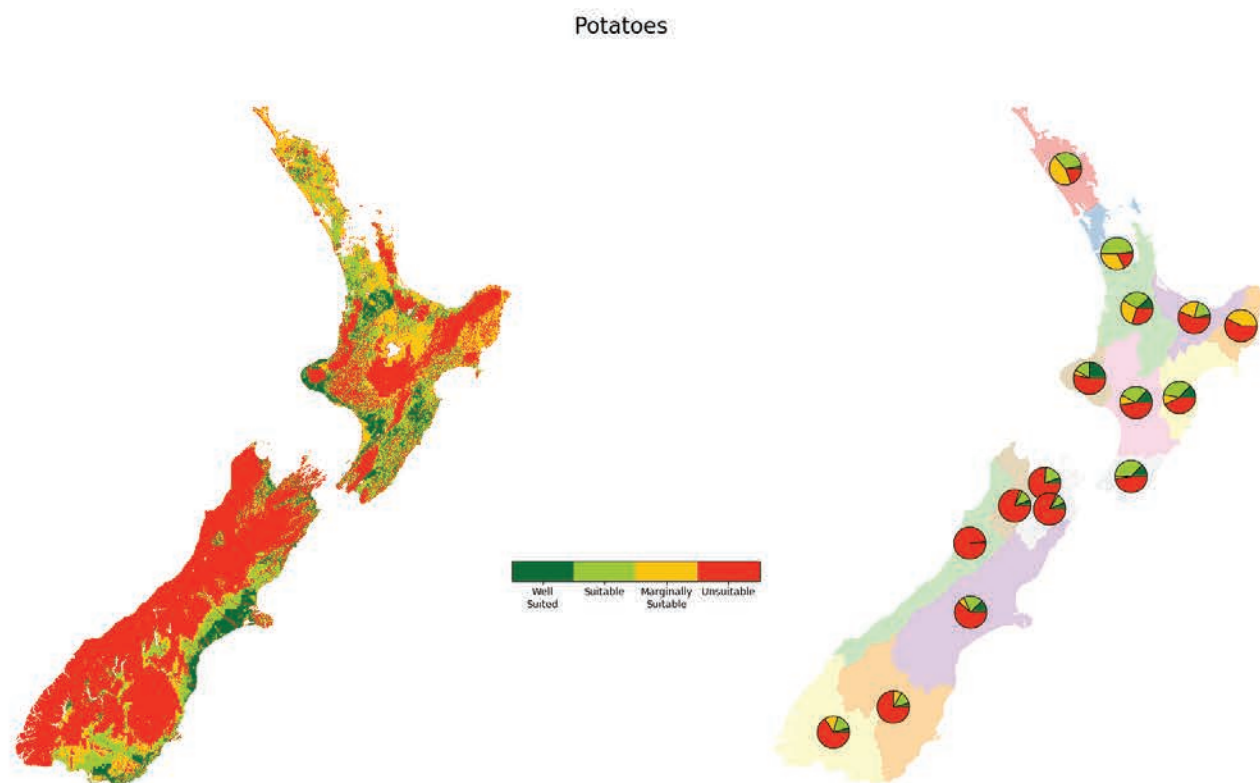 Potatoes
Well Suited
Suitable
Marginally Suitable
Unsuitable